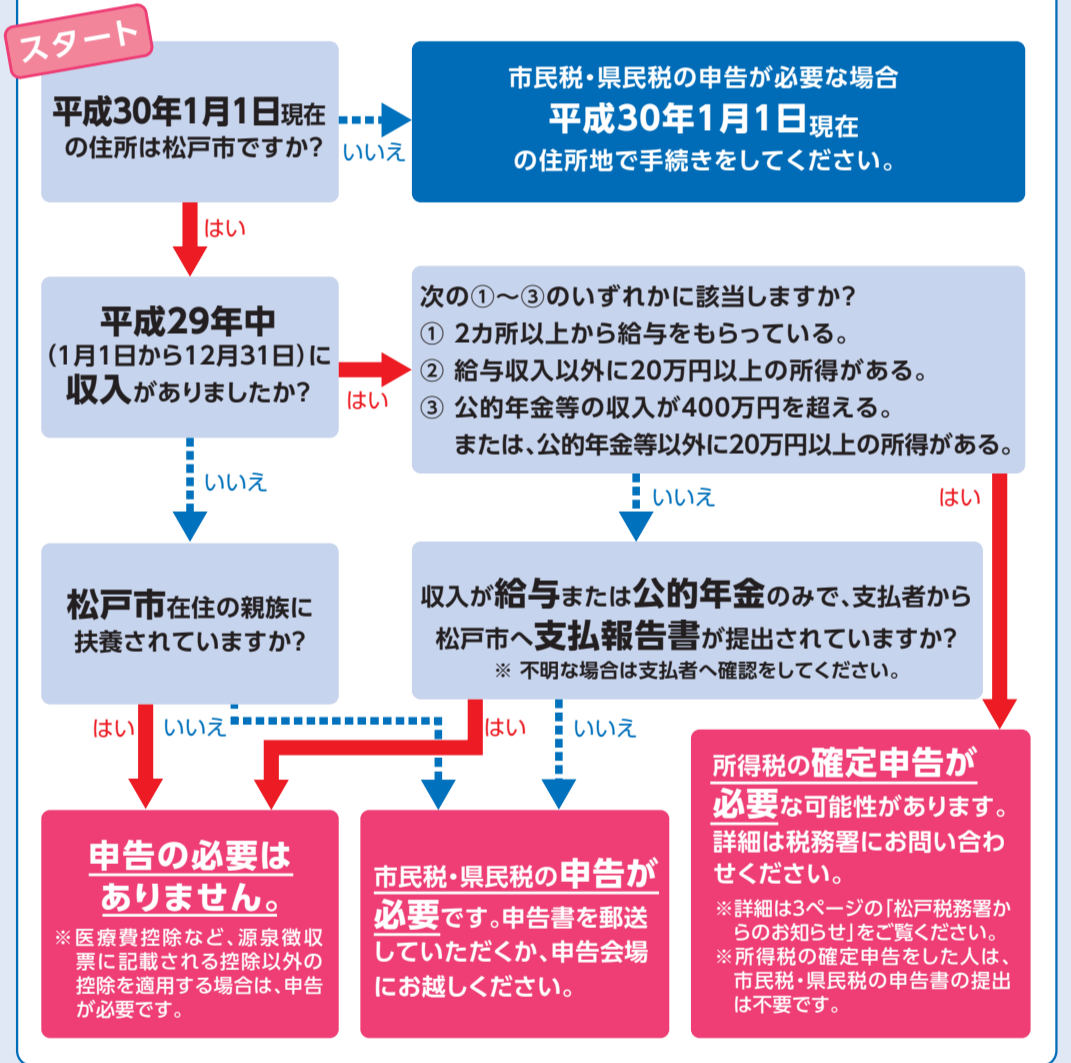 スタート
平成30年1月1日現在
の住所は松戸市ですか?
いいえ
市民税・県民税の申告が必要な場合
平成30年1月1日現在
の住所地で手続きをしてください。
はい
平成29年中
(1月1日から12月31日)に
収入がありましたか?
はい
次の①〜③のいずれかに該当しますか?
① 2カ所以上から給与をもらっている。
② 給与収入以外に20万円以上の所得がある。
③ 公的年金等の収入が400万円を超える。
または、公的年金等以外に20万円以上の所得がある。
いいえ
いいえ
はい
松戸市在住の親族に
扶養されていますか?
収入が給与または公的年金のみで、支払者から
松戸市へ支払報告書が提出されていますか?
※ 不明な場合は支払者へ確認をしてください。
はい
いいえ
はい
いいえ
申告の必要は
ありません。
※医療費控除など、源泉徴収
票に記載される控除以外の
控除を適用する場合は、申告
が必要です。
市民税・県民税の申告が
必要です。申告書を郵送
していただくか、申告会場
にお越しください。
所得税の確定申告が
必要な可能性があります。
詳細は税務署にお問い合わ
せください。
※詳細は3ページの「松戸税務署か
らのお知らせ」をご覧ください。
※所得税の確定申告をした人は、
市民税・県民税の申告書の提出
は不要です。